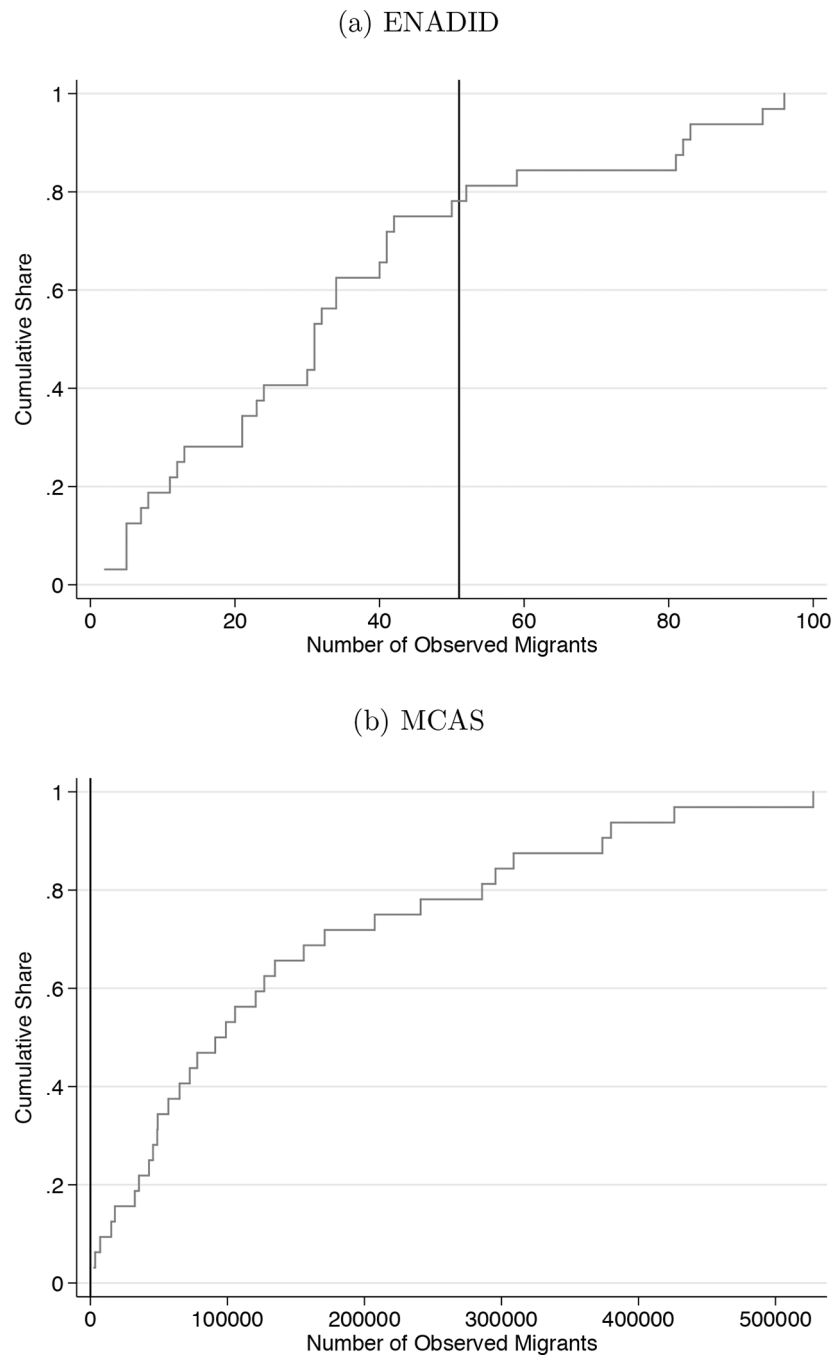 (a) ENADID
1
.8
.6
.4
.2
0
Cumulative Share
0 20 40 60 80 100
Number of Observed Migrants
(b) MCAS
1
.8
.6
.4
.2
0
Cumulative Share
0 100000 200000 300000 400000 500000
Number of Observed Migrants